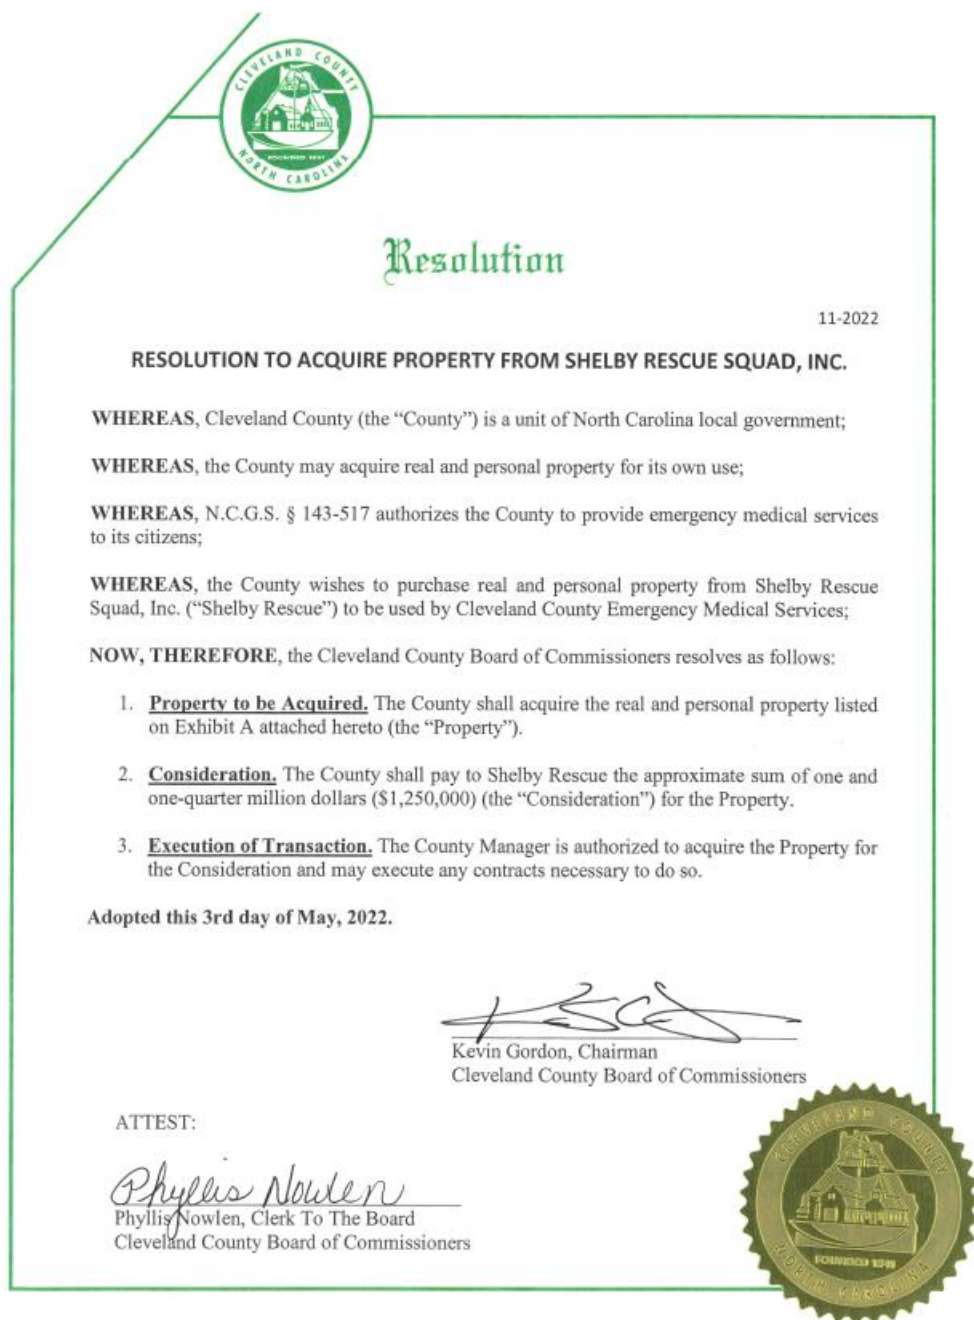 CLEVELAND COUNTY
NORTH CAROLINA
Resolution
11-2022
RESOLUTION TO ACQUIRE PROPERTY FROM SHELBY RESCUE SQUAD, INC.
WHEREAS, Cleveland County (the “County”) is a unit of North Carolina local government;
WHEREAS, the County may acquire real and personal property for its own use;
WHEREAS, N.C.G.S. § 143-517 authorizes the County to provide emergency medical services
to its citizens;
WHEREAS, the County wishes to purchase real and personal property from Shelby Rescue
Squad, Inc. (“Shelby Rescue”) to be used by Cleveland County Emergency Medical Services;
NOW, THEREFORE, the Cleveland County Board of Commissioners resolves as follows:
1. Property to be Acquired. The County shall acquire the real and personal property listed
on Exhibit A attached hereto (the “Property”).
2. Consideration. The County shall pay to Shelby Rescue the approximate sum of one and
one-quarter million dollars ($1,250,000) (the “Consideration”) for the Property.
3. Execution of Transaction. The County Manager is authorized to acquire the Property for
the Consideration and may execute any contracts necessary to do so.
Adopted this 3rd day of May, 2022.
Kevin Gordon, Chairman
Cleveland County Board of Commissioners
ATTEST:
Phyllis Nowlen
Phyllis Nowlen, Clerk To The Board
Cleveland County Board of Commissioners
CLEVELAND COUNTY
FOUNDED
NORTH CAROLINA